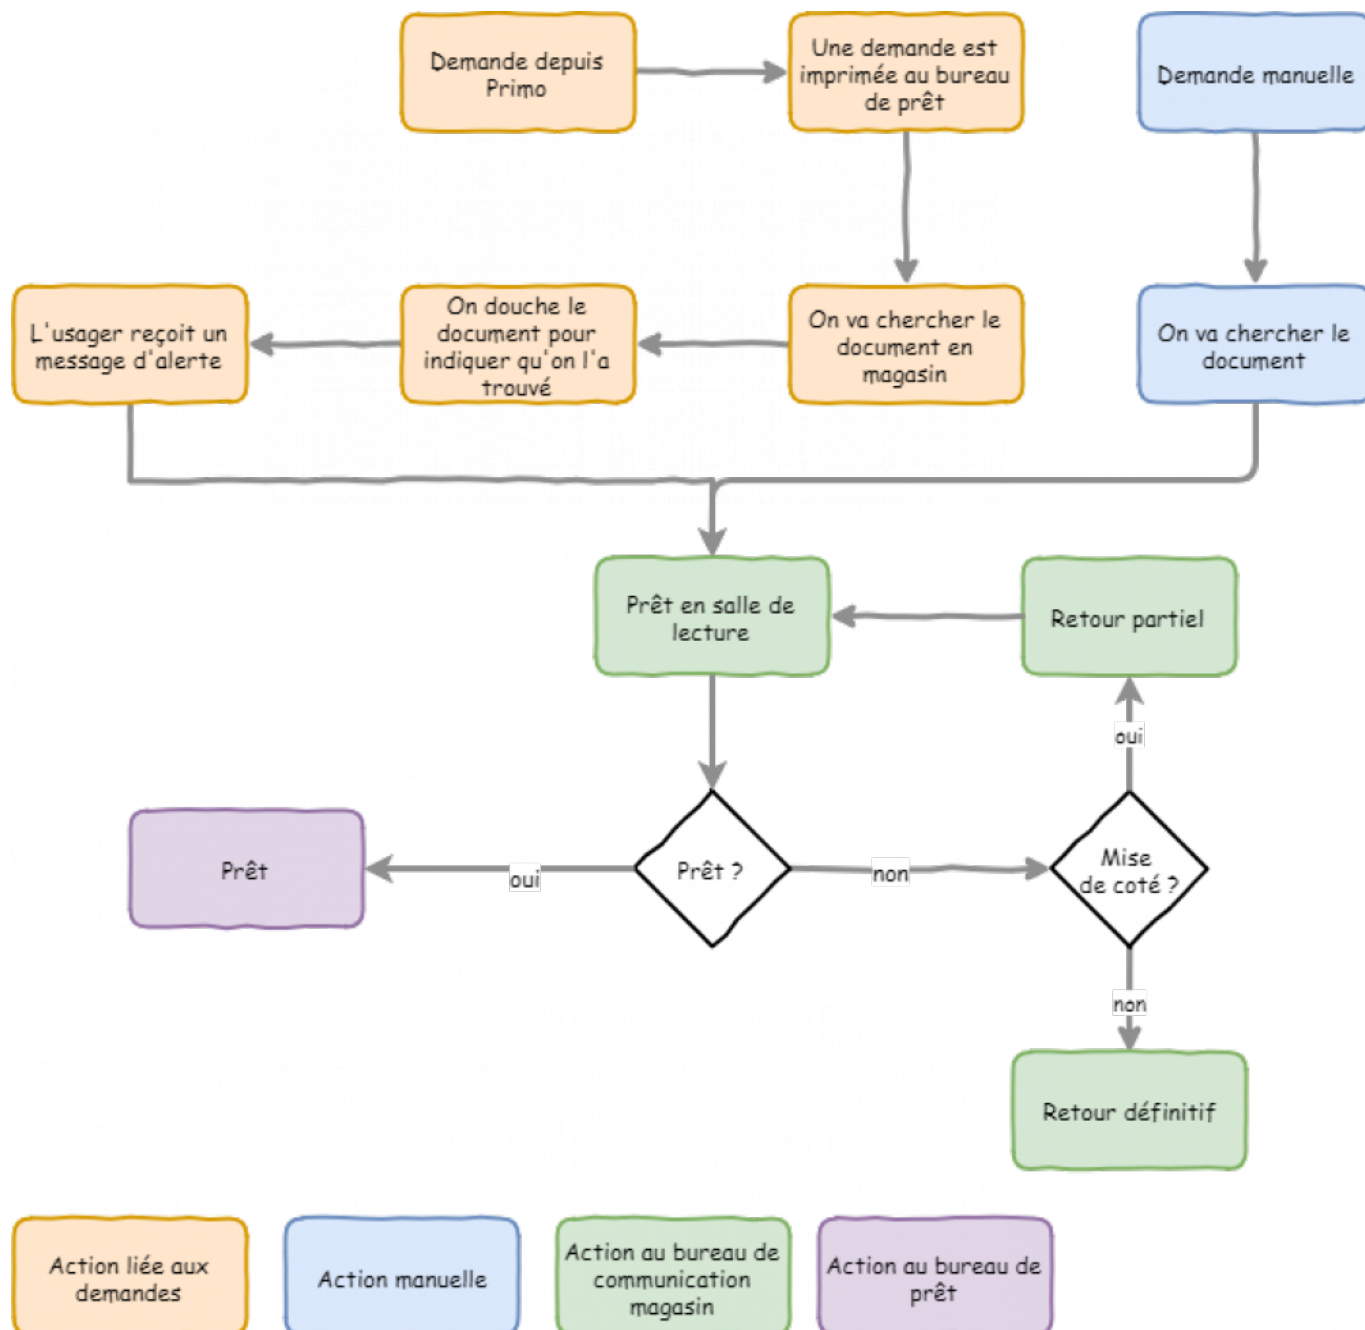 Demande depuis
Primo
Une demande est
imprimée au bureau
de prêt
Demande manuelle
L'usager reçoit un
message d'alerte
On douche le
document pour
indiquer qu'on l'a
trouvé
On va chercher le
document en
magasin
On va chercher le
document
Prêt en salle de
lecture
Retour partiel
oui
Prêt
oui
Prêt ?
non
Mise
de coté ?
non
Retour définitif
Action liée aux
demandes
Action manuelle
Action au bureau de
communication
magasin
Action au bureau de
prêt